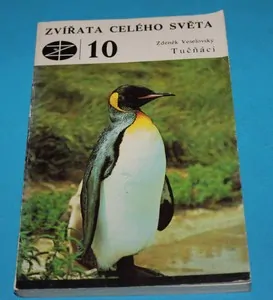 ZVÍŘATA CELÉHO SVĚTA
10
Zdeněk Veselovský
Tučňáci